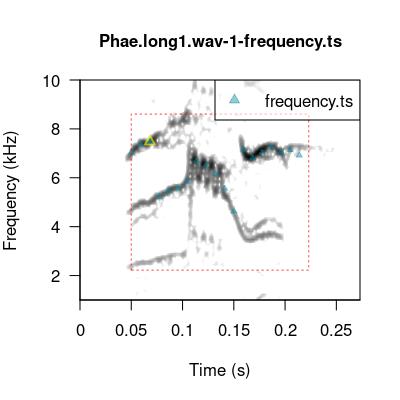 Phae.long1.wav-1-frequency.ts
frequency.ts
10
8
6
4
2
Frequency (kHz)
0 0.05 0.1 0.15 0.2 0.25
Time (s)